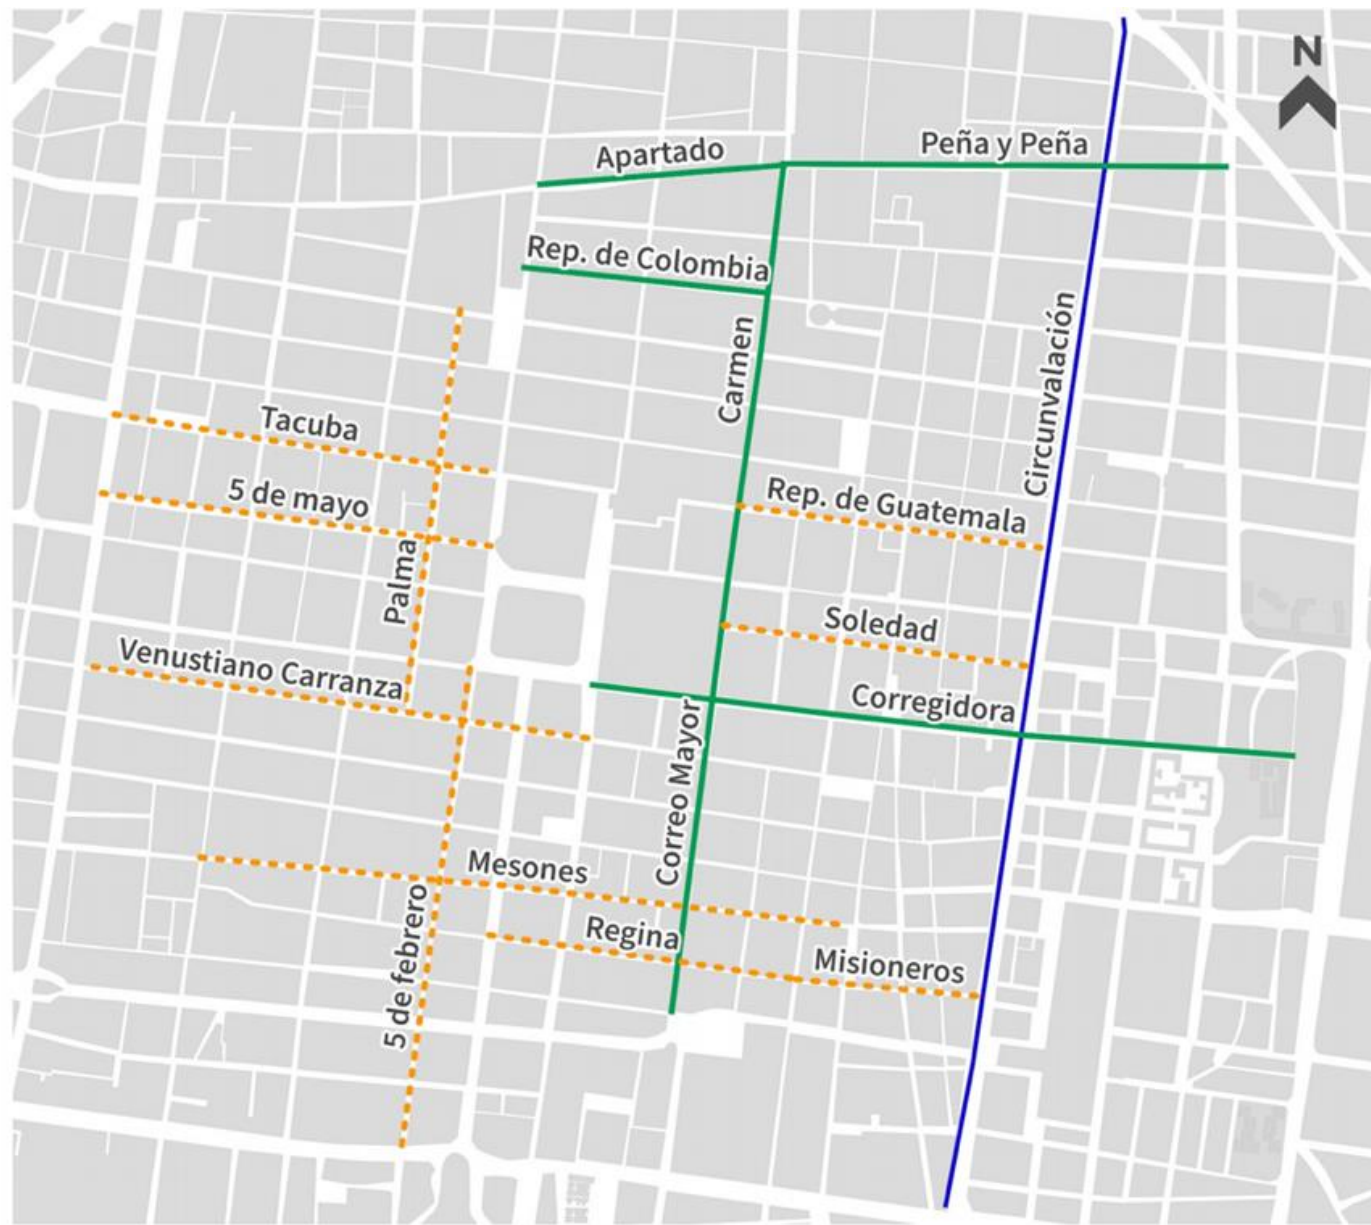 N
Peña y Peña
Apartado
Rep. de Colombia
Circunvalación
Carmen
Tacuba
5 de mayo
Rep. de Guatemala
Palma
Soledad
Venustiano Carranza
Corregidora
Correo Mayor
Mesones
Regina
Misioneros
5 de febrero